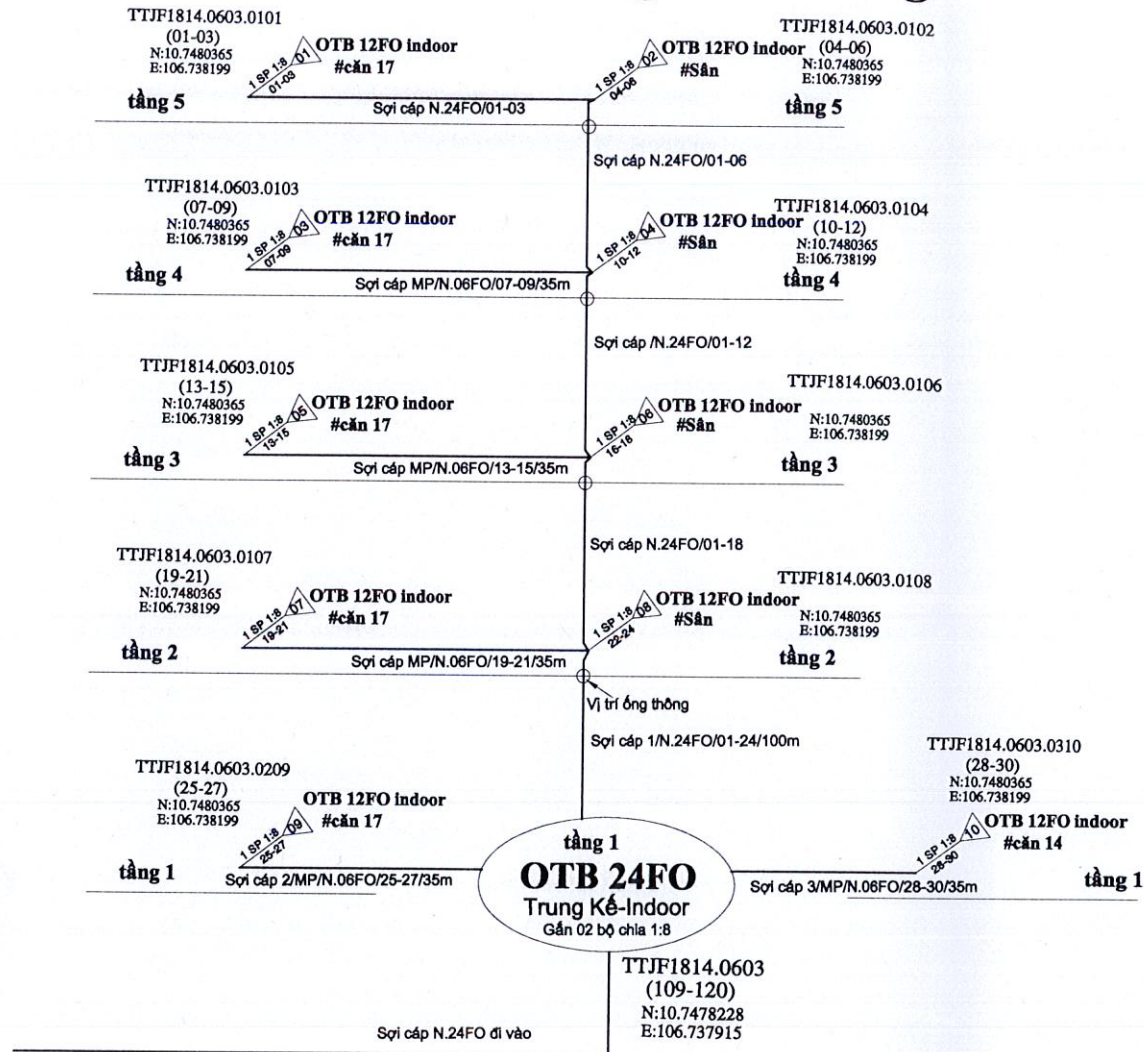 TTJF1814.0603.0101
(01-03)
N:10.7480365
E:106.738199
tầng 5
1 SP 1:8
01-03
D1
OTB 12FO indoor
#căn 17
Sợi cáp N.24FO/01-03
1 SP 1:8
04-06
D2
OTB 12FO indoor
#Sân
TTJF1814.0603.0102
(04-06)
N:10.7480365
E:106.738199
tầng 5
Sợi cáp N.24FO/01-06
TTJF1814.0603.0103
(07-09)
N:10.7480365
E:106.738199
tầng 4
1 SP 1:8
07-09
D3
OTB 12FO indoor
#căn 17
Sợi cáp MP/N.06FO/07-09/35m
1 SP 1:8
10-12
D4
OTB 12FO indoor
#Sân
TTJF1814.0603.0104
(10-12)
N:10.7480365
E:106.738199
tầng 4
Sợi cáp /N.24FO/01-12
TTJF1814.0603.0105
(13-15)
N:10.7480365
E:106.738199
tầng 3
1 SP 1:8
13-15
D5
OTB 12FO indoor
#căn 17
Sợi cáp MP/N.06FO/13-15/35m
1 SP 1:8
16-18
D6
OTB 12FO indoor
#Sân
TTJF1814.0603.0106
N:10.7480365
E:106.738199
tầng 3
Sợi cáp N.24FO/01-18
TTJF1814.0603.0107
(19-21)
N:10.7480365
E:106.738199
tầng 2
1 SP 1:8
19-21
D7
OTB 12FO indoor
#căn 17
Sợi cáp MP/N.06FO/19-21/35m
1 SP 1:8
22-24
D8
OTB 12FO indoor
#Sân
TTJF1814.0603.0108
N:10.7480365
E:106.738199
tầng 2
Vị trí ống thông
Sợi cáp 1/N.24FO/01-24/100m
TTJF1814.0603.0209
(25-27)
N:10.7480365
E:106.738199
tầng 1
1 SP 1:8
25-27
D9
OTB 12FO indoor
#căn 17
Sợi cáp 2/MP/N.06FO/25-27/35m
tầng 1
OTB 24FO
Trung Kế-Indoor
Gắn 02 bộ chia 1:8
TTJF1814.0603.0310
(28-30)
N:10.7480365
E:106.738199
1 SP 1:8
28-30
10
OTB 12FO indoor
#căn 14
Sợi cáp 3/MP/N.06FO/28-30/35m
tầng 1
TTJF1814.0603
(109-120)
N:10.7478228
E:106.737915
Sợi cáp N.24FO đi vào